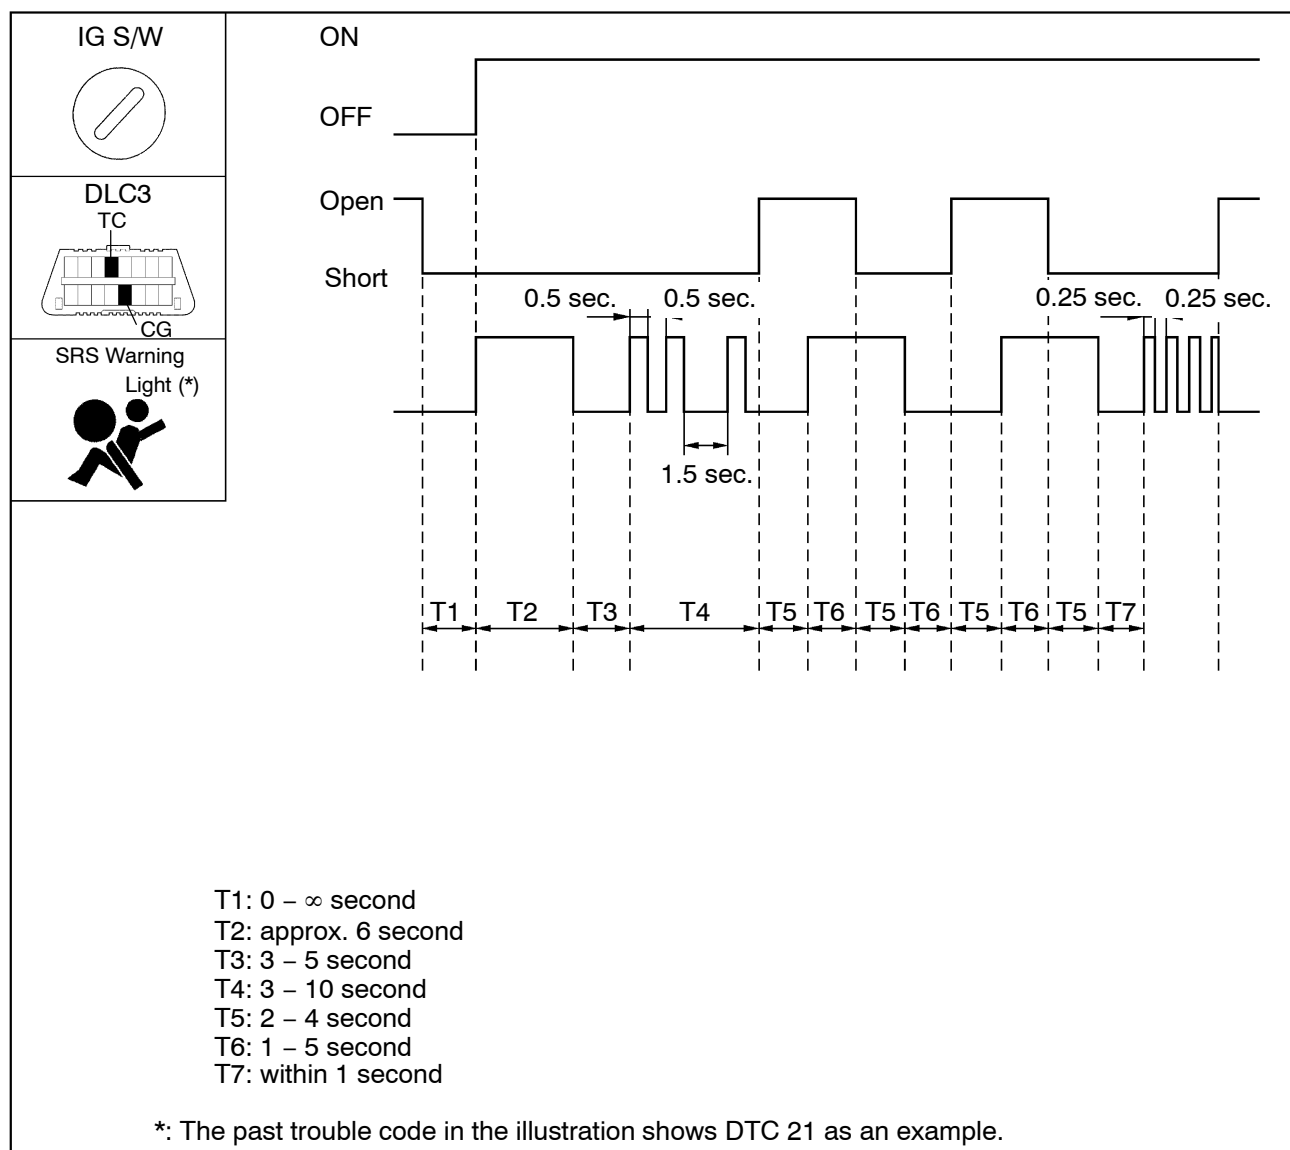 IG S/W
ON
OFF
DLC3
TC
CG
Open
Short
SRS Warning
Light (*)
0.5 sec.
0.5 sec.
0.25 sec.
0.25 sec.
1.5 sec.
T1
T2
T3
T4
T5
T6
T5
T6
T5
T6
T5
T7
T1: 0 – ∞ second
T2: approx. 6 second
T3: 3 – 5 second
T4: 3 – 10 second
T5: 2 – 4 second
T6: 1 – 5 second
T7: within 1 second
*: The past trouble code in the illustration shows DTC 21 as an example.